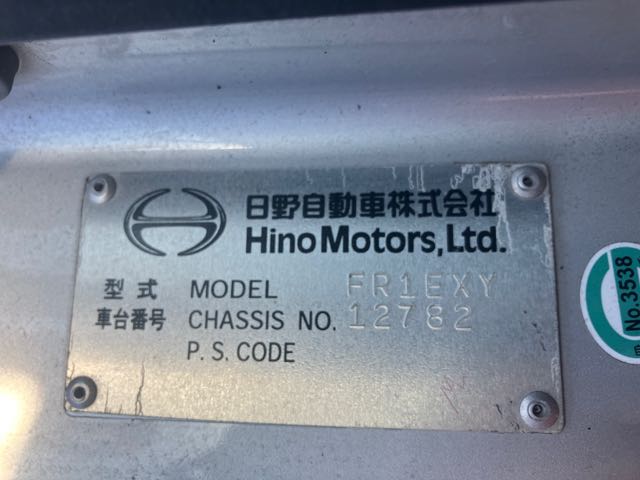 日野自動車株式会社
Hino Motors, Ltd.
型式 MODEL FR1EXY
車台番号 CHASSIS NO. 12782
P. S. CODE
No.3538